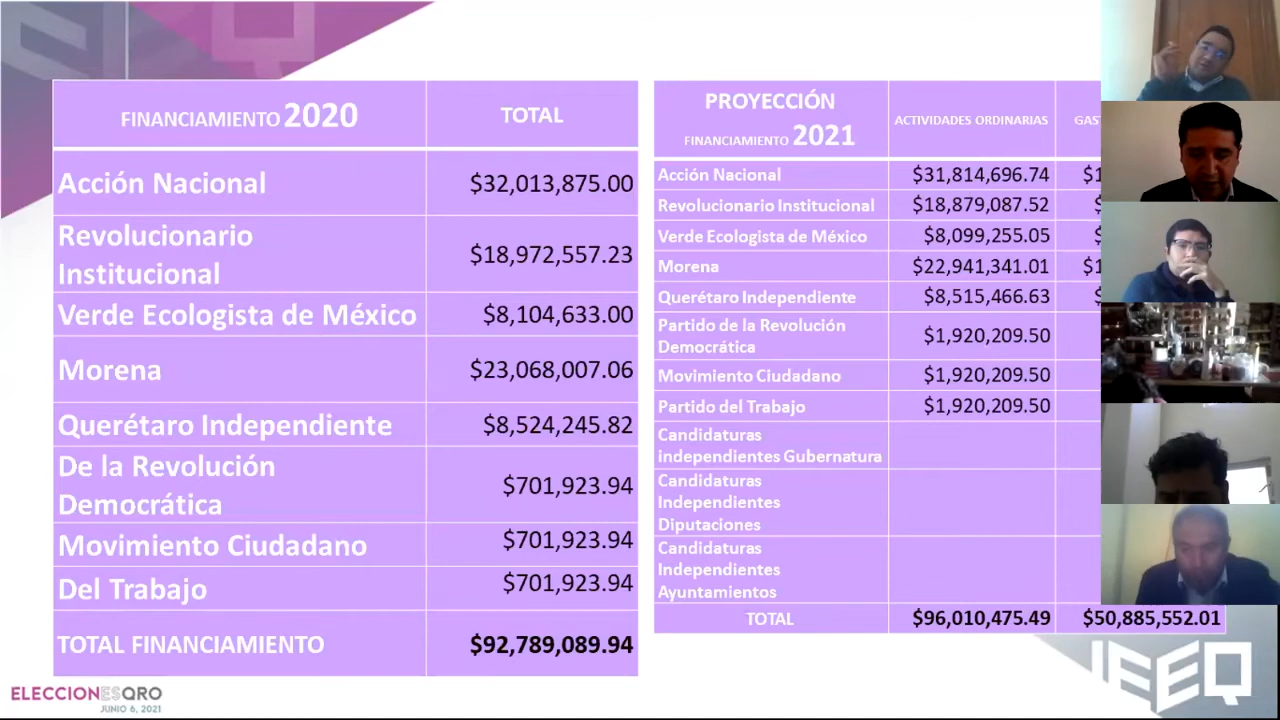 FINANCIAMIENTO 2020
TOTAL
Acción Nacional
$32,013,875.00
Revolucionario
Institucional
$18,972,557.23
Verde Ecologista de México
$8,104,633.00
Morena
$23,068,007.06
Querétaro Independiente
$8,524,245.82
De la Revolución
Democrática
$701,923.94
Movimiento Ciudadano
$701,923.94
Del Trabajo
$701,923.94
TOTAL FINANCIAMIENTO
$92,789,089.94
PROYECCIÓN
FINANCIAMIENTO 2021
ACTIVIDADES ORDINARIAS
Acción Nacional
$31,814,696.74
Revolucionario Institucional
$18,879,087.52
Verde Ecologista de México
$8,099,255.05
Morena
$22,941,341.01
Querétaro Independiente
$8,515,466.63
Partido de la Revolución
Democrática
$1,920,209.50
Movimiento Ciudadano
$1,920,209.50
Partido del Trabajo
$1,920,209.50
Candidaturas
independientes Gubernatura
Candidaturas
Independientes
Diputaciones
Candidaturas
Independientes
Ayuntamientos
TOTAL
$96,010,475.49
$50,885,552.01
ELECCIONESQRO
JUNIO 6, 2021
IEEQ